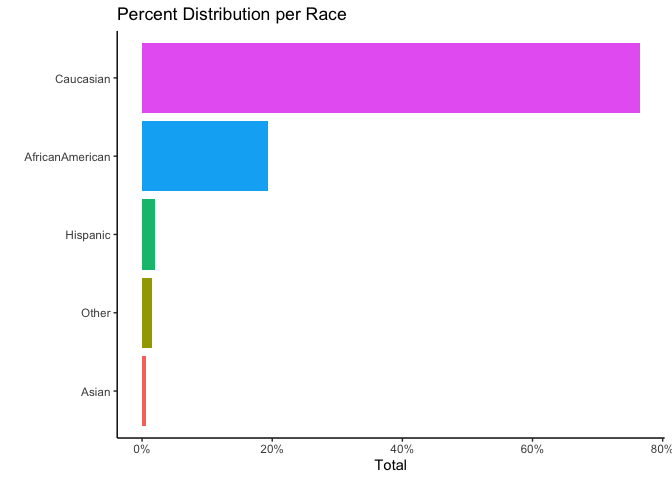 Percent Distribution per Race
Caucasian
AfricanAmerican
Hispanic
Other
Asian
0% 20% 40% 60% 80%
Total